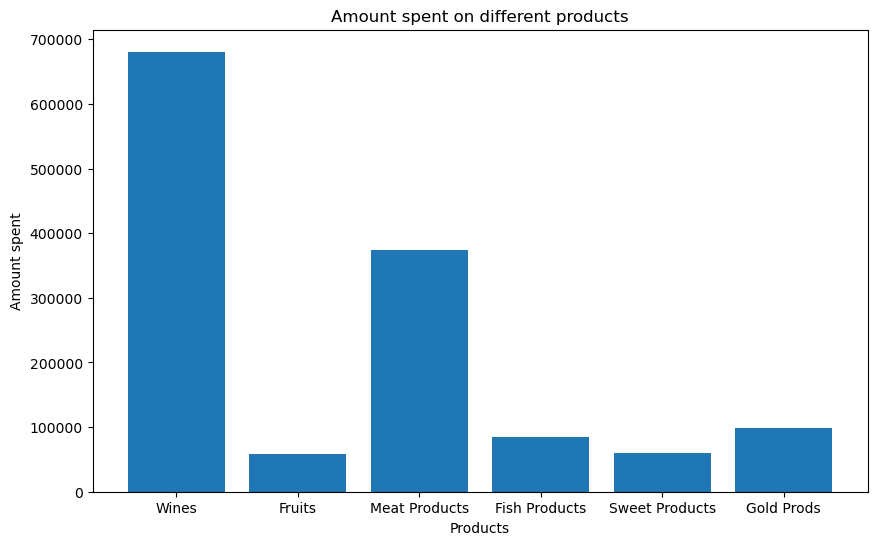 Amount spent on different products
700000
600000
500000
400000
300000
200000
100000
0
Amount spent
Wines Fruits Meat Products Fish Products Sweet Products Gold Prods
Products